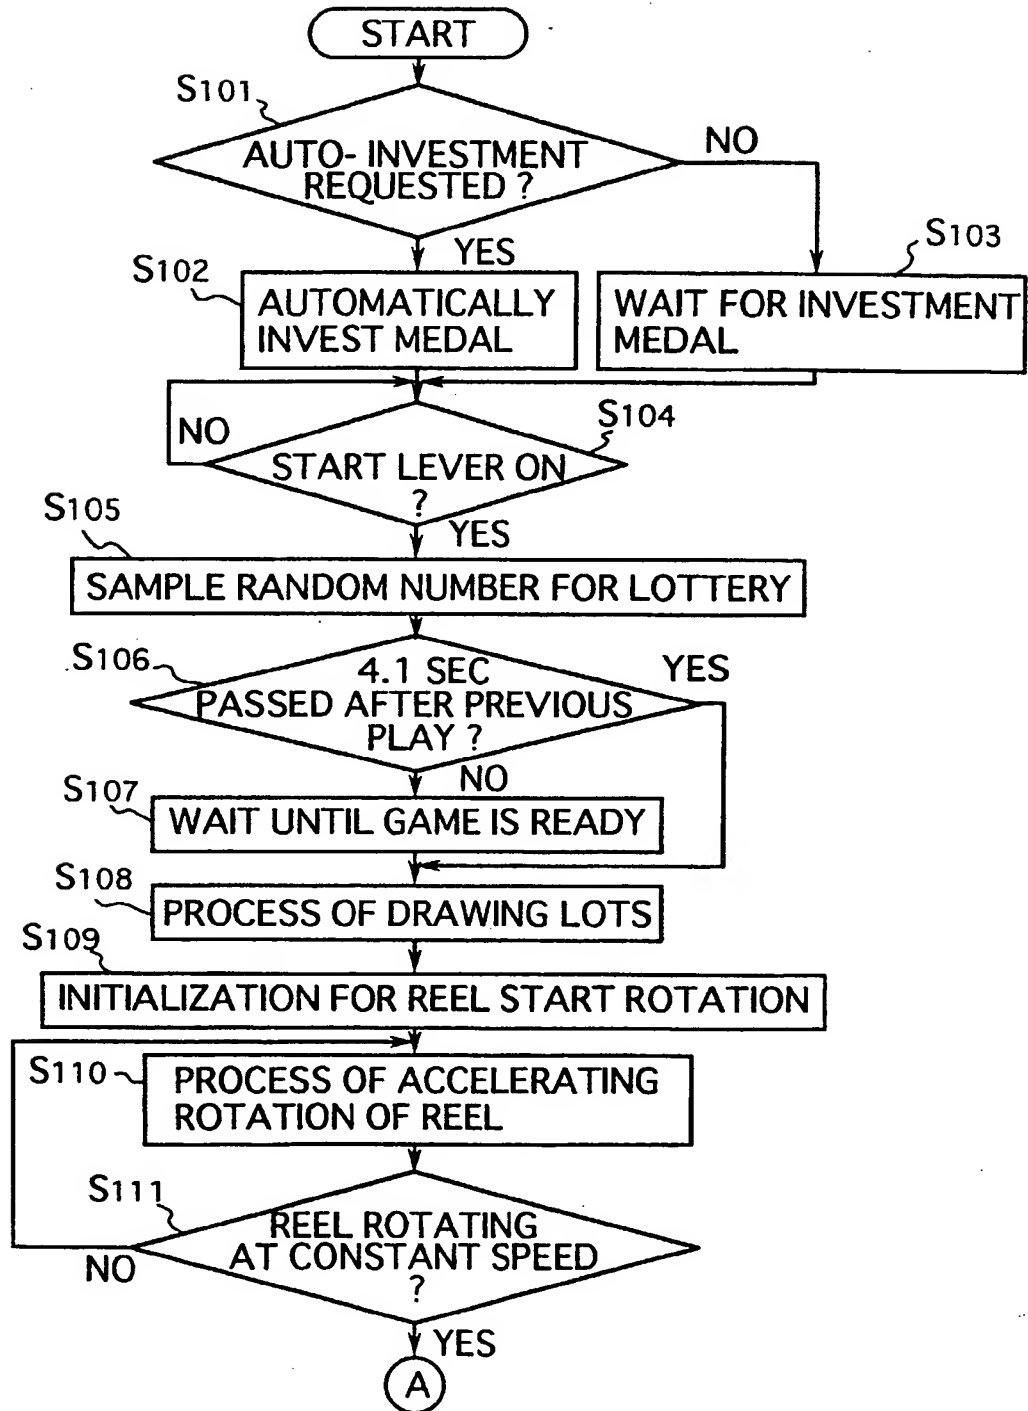 START
S101
AUTO-INVESTMENT
REQUESTED ?
NO
YES
S102
AUTOMATICALLY
INVEST MEDAL
S103
WAIT FOR INVESTMENT
MEDAL
NO
S104
START LEVER ON
?
YES
S105
SAMPLE RANDOM NUMBER FOR LOTTERY
S106
4.1 SEC
PASSED AFTER PREVIOUS
PLAY ?
YES
NO
S107
WAIT UNTIL GAME IS READY
S108
PROCESS OF DRAWING LOTS
S109
INITIALIZATION FOR REEL START ROTATION
S110
PROCESS OF ACCELERATING
ROTATION OF REEL
S111
REEL ROTATING
AT CONSTANT SPEED
?
NO
YES
A